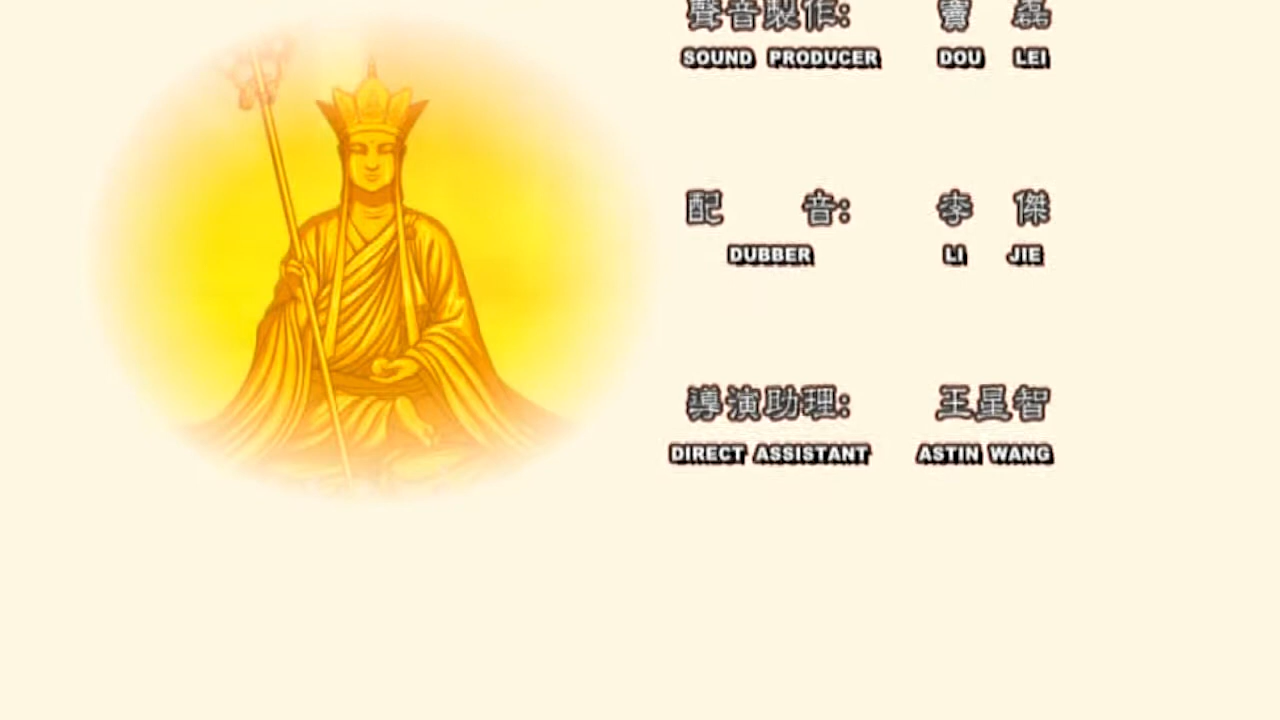 聲音製作: 竇 磊
SOUND PRODUCER DOU LEI
配 音: 李 傑
DUBBER LI JIE
導演助理: 王星智
DIRECT ASSISTANT ASTIN WANG